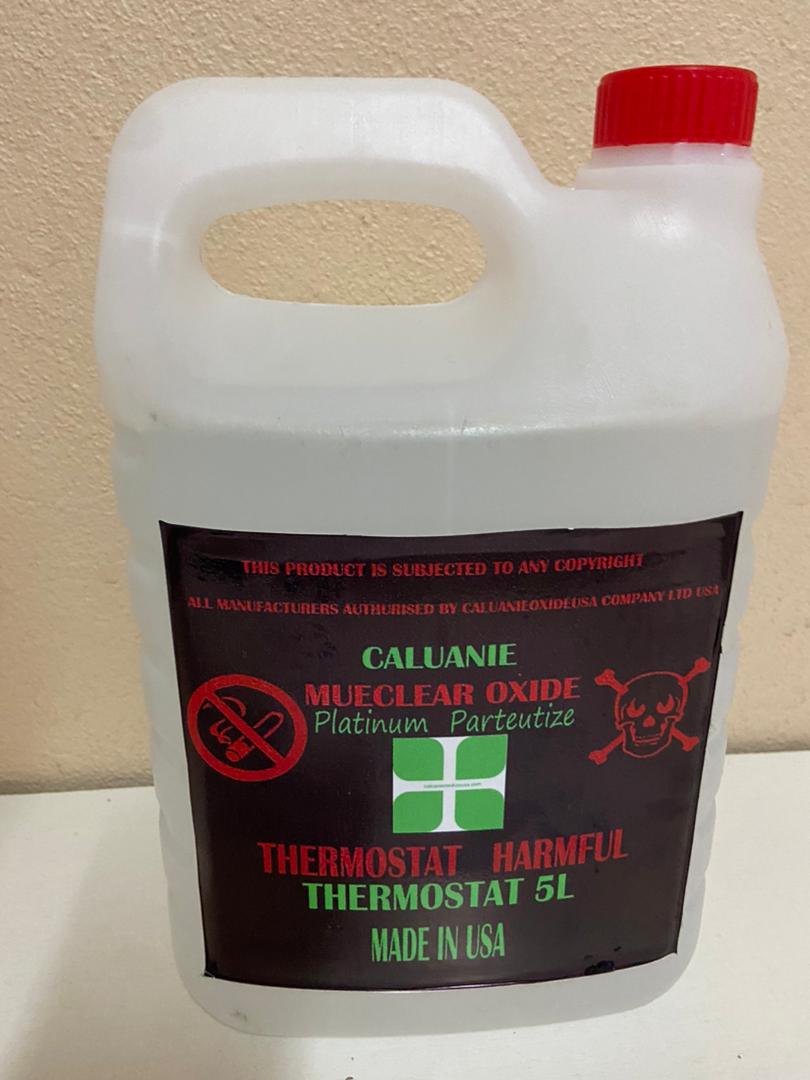 THIS PRODUCT IS SUBJECTED TO ANY COPYRIGHT
ALL MANUFACTURERS AUTHURISED BY CALUANIEOXIDEUSA COMPANY LTD USA
CALUANIE
MUECLEAR OXIDE
Platinum Parteutize
THERMOSTAT HARMFUL
THERMOSTAT 5L
MADE IN USA